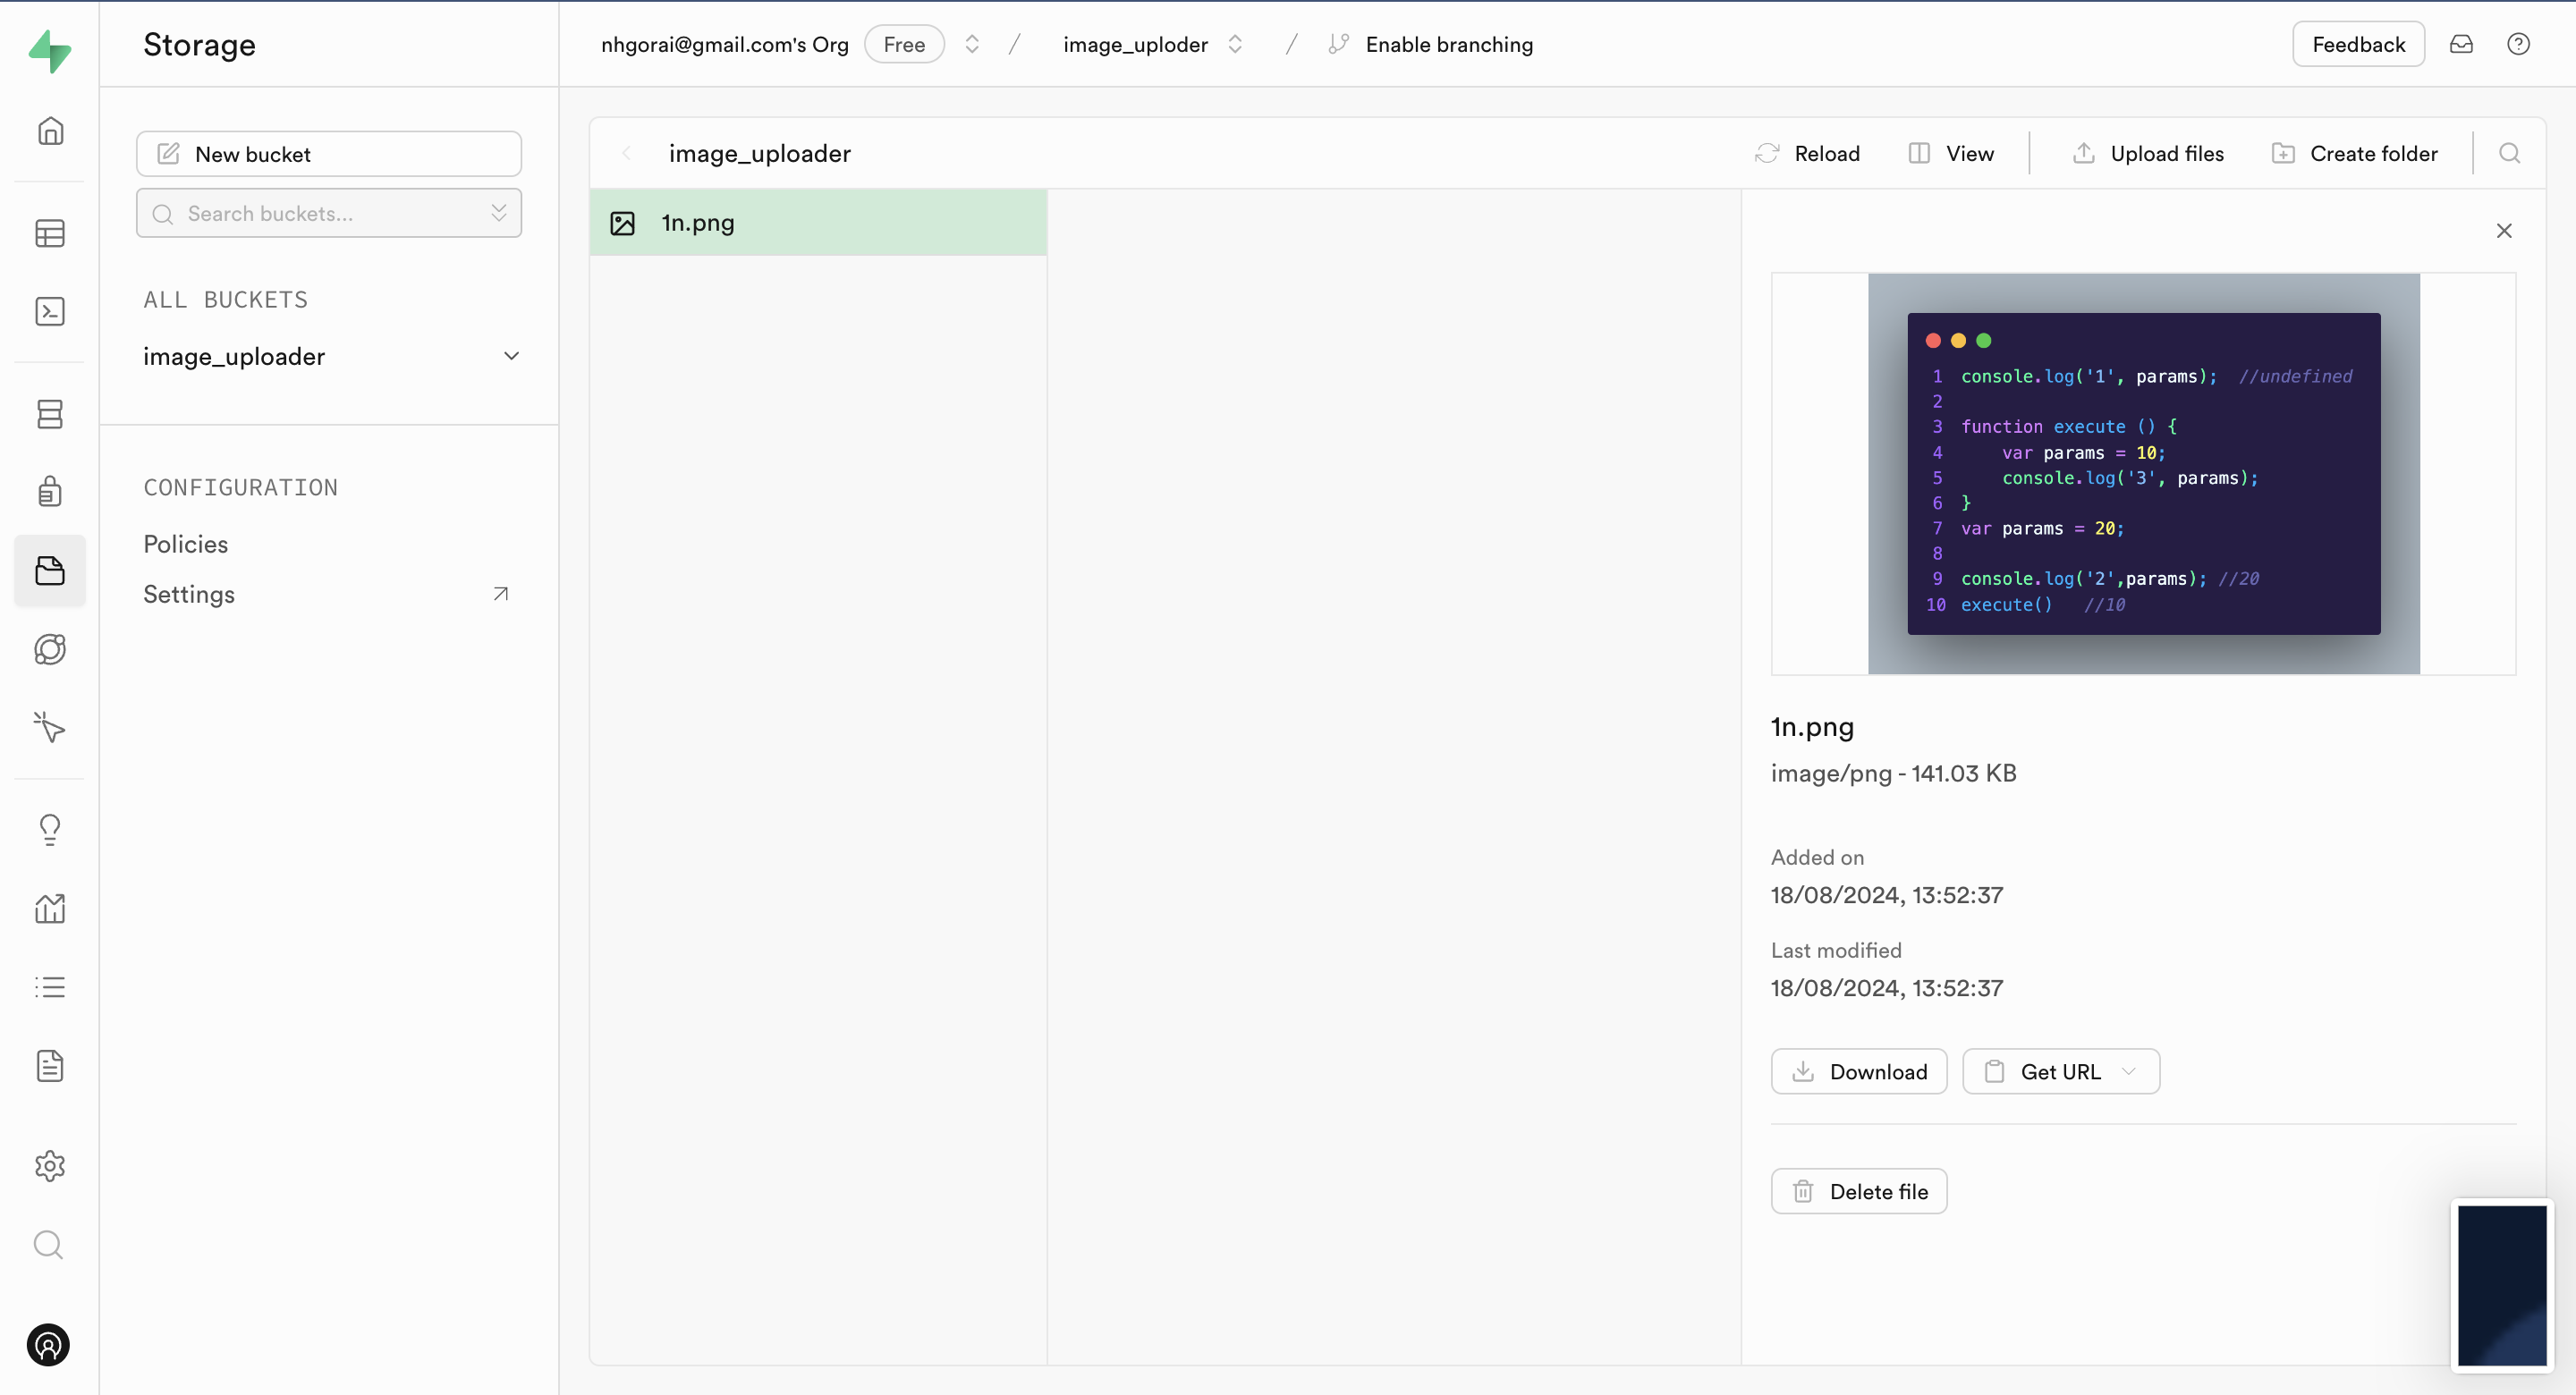 Storage
nhgorai@gmail.com's Org Free / image_uploder / Enable branching
Feedback
New bucket
Search buckets...
ALL BUCKETS
image_uploader
CONFIGURATION
Policies
Settings
image_uploader
Reload View Upload files Create folder
1n.png
1 console.log('1', params);  //undefined
2
3 function execute () {
4     var params = 10;
5     console.log('3', params);
6 }
7 var params = 20;
8
9 console.log('2',params); //20
10 execute()   //10
1n.png
image/png - 141.03 KB
Added on
18/08/2024, 13:52:37
Last modified
18/08/2024, 13:52:37
Download Get URL
Delete file